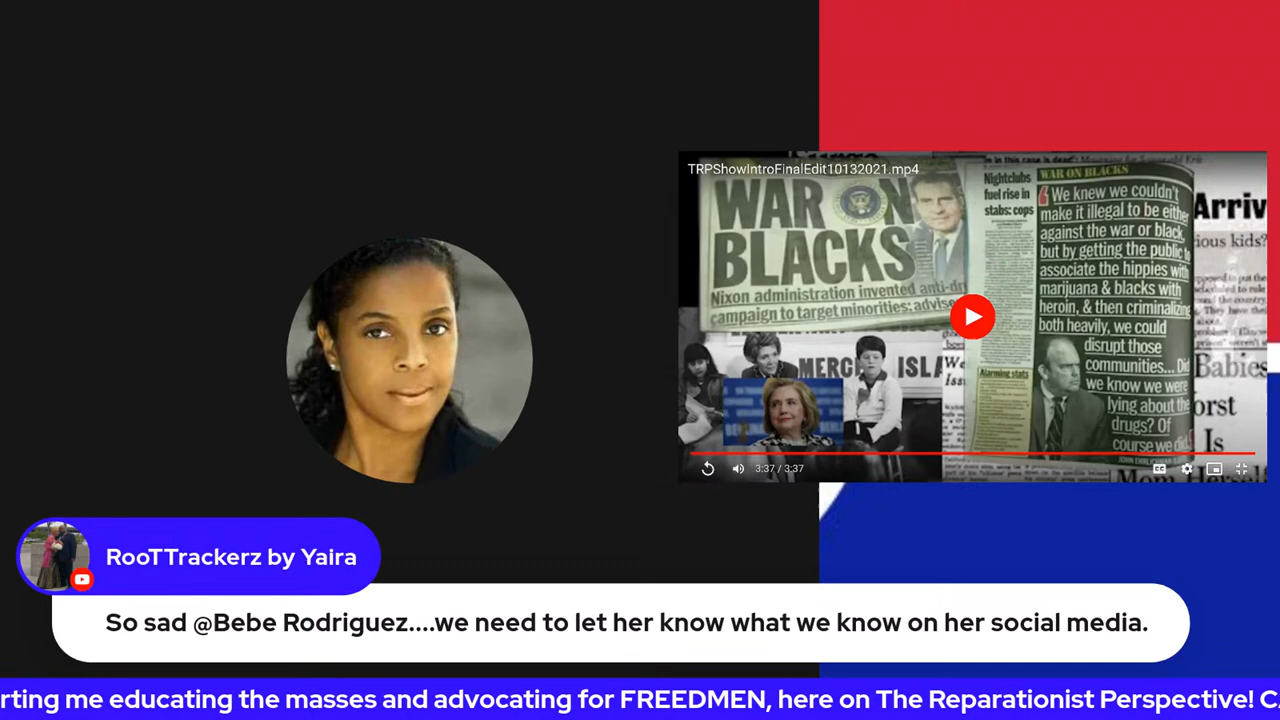 TRPShowIntroFinalEdit10132021.mp4
WAR ON
BLACKS
Nixon administration invented anti-dr
campaign to target minorities: advise
Nightclubs
fuel rise in
stabs: cops
Alarming stats
WAR ON BLACKS
We knew we couldn't
make it illegal to be either
against the war or black,
but by getting the public to
associate the hippies with
marijuana & blacks with
heroin, & then criminalizing
both heavily, we could
disrupt those
communities... Did
we know we were
lying about the
drugs? Of
course we did.
Arriv
ious kids?
Babies
orst
Is
Mom Herself
MERCH ISLA
3:37 / 3:37
RooTTrackerz by Yaira
So sad @Bebe Rodriguez....we need to let her know what we know on her social media.
rting me educating the masses and advocating for FREEDMEN, here on The Reparationist Perspective! C